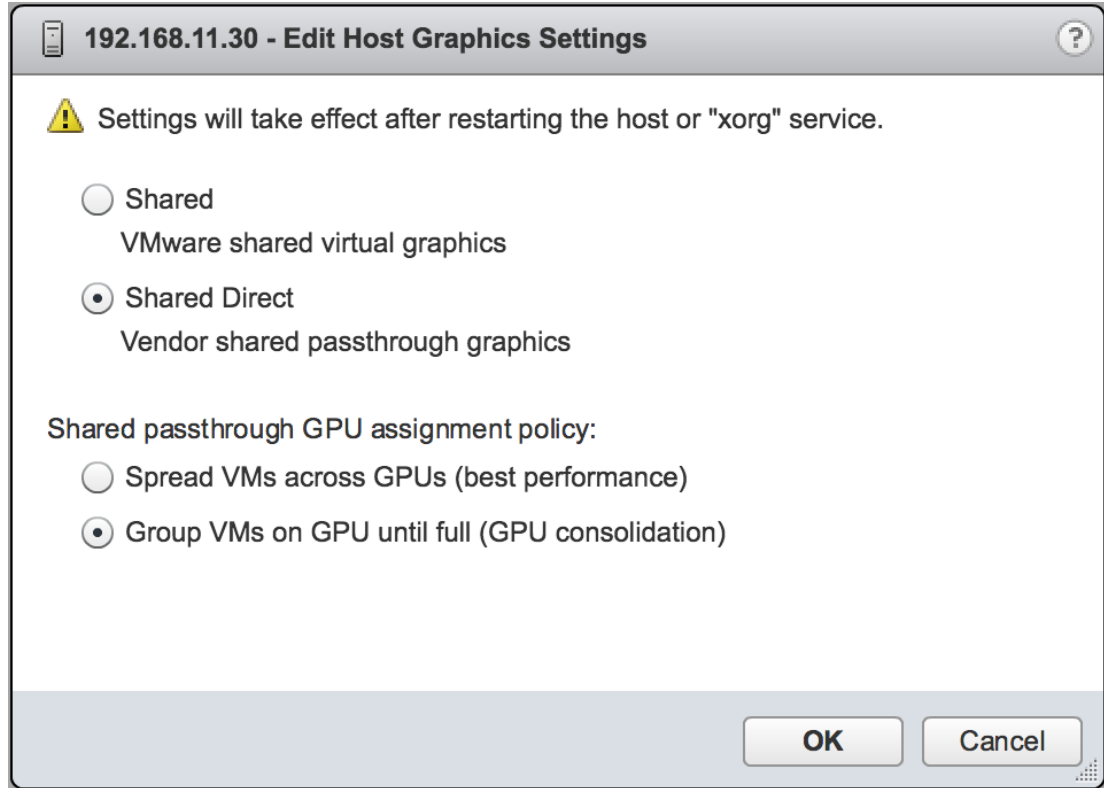 192.168.11.30 - Edit Host Graphics Settings
?
Settings will take effect after restarting the host or "xorg" service.
Shared
VMware shared virtual graphics
Shared Direct
Vendor shared passthrough graphics
Shared passthrough GPU assignment policy:
Spread VMs across GPUs (best performance)
Group VMs on GPU until full (GPU consolidation)
OK Cancel